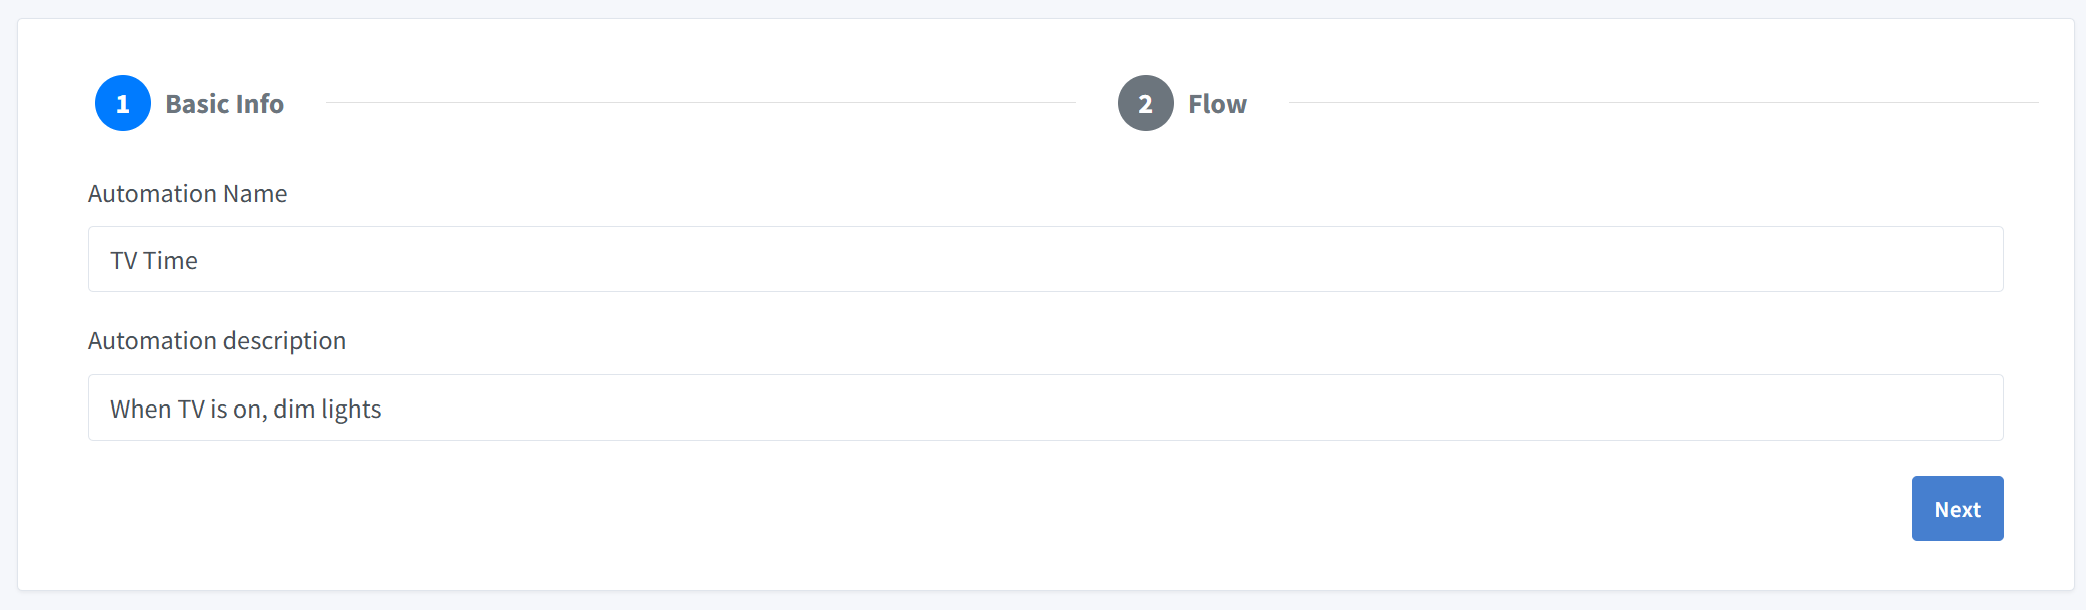 1 Basic Info
2 Flow
Automation Name
TV Time
Automation description
When TV is on, dim lights
Next